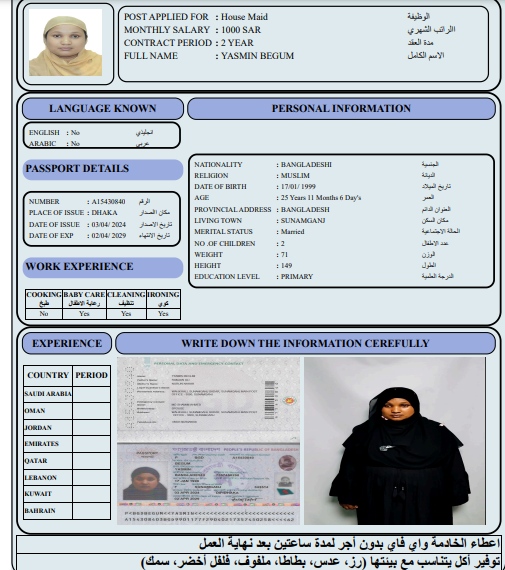 POST APPLIED FOR : House Maid الوظيفة
MONTHLY SALARY : 1000 SAR الراتب الشهري
CONTRACT PERIOD : 2 YEAR مدة العقد
FULL NAME : YASMIN BEGUM الاسم الكامل
LANGUAGE KNOWN
ENGLISH : No انجليذي
ARABIC : No عربي
PASSPORT DETAILS
NUMBER : A15430840 الرقم
PLACE OF ISSUE : DHAKA مكان الاصدار
DATE OF ISSUE : 03/04/ 2024 تاريخ الاصدار
DATE OF EXP : 02/04/ 2029 تاريخ الانتهاء
WORK EXPERIENCE
COOKING BABY CARE CLEANING IRONING
طبخ رعاية الاطفال تنظيف كوي
No Yes Yes Yes
PERSONAL INFORMATION
NATIONALITY : BANGLADESHI الجنسية
RELIGION : MUSLIM الديانة
DATE OF BIRTH : 17/01/ 1999 تاريخ الميلاد
AGE : 25 Years 11 Months 6 Day's العمر
PROVINCIAL ADDRESS : BANGLADESH العنوان الدائم
LIVING TOWN : SUNAMGANJ مكان السكن
MERITAL STATUS : Married الحالة الاجتماعية
NO .OF CHILDREN : 2 عدد الاطفال
WEIGHT : 71 الوزن
HEIGHT : 149 الطول
EDUCATION LEVEL : PRIMARY الدرجة العلمية
EXPERIENCE
COUNTRY PERIOD
SAUDI ARABIA
OMAN
JORDAN
EMIRATES
QATAR
LEBANON
KUWAIT
BAHRAIN
WRITE DOWN THE INFORMATION CEREFULLY
اعطاء الخادمة واي فاي بدون أجر لمدة ساعتين بعد نهاية العمل
توفير أكل يتناسب مع بيئتها (رز، عدس، بطاطا، ملفوف، فلفل أخضر، سمك)